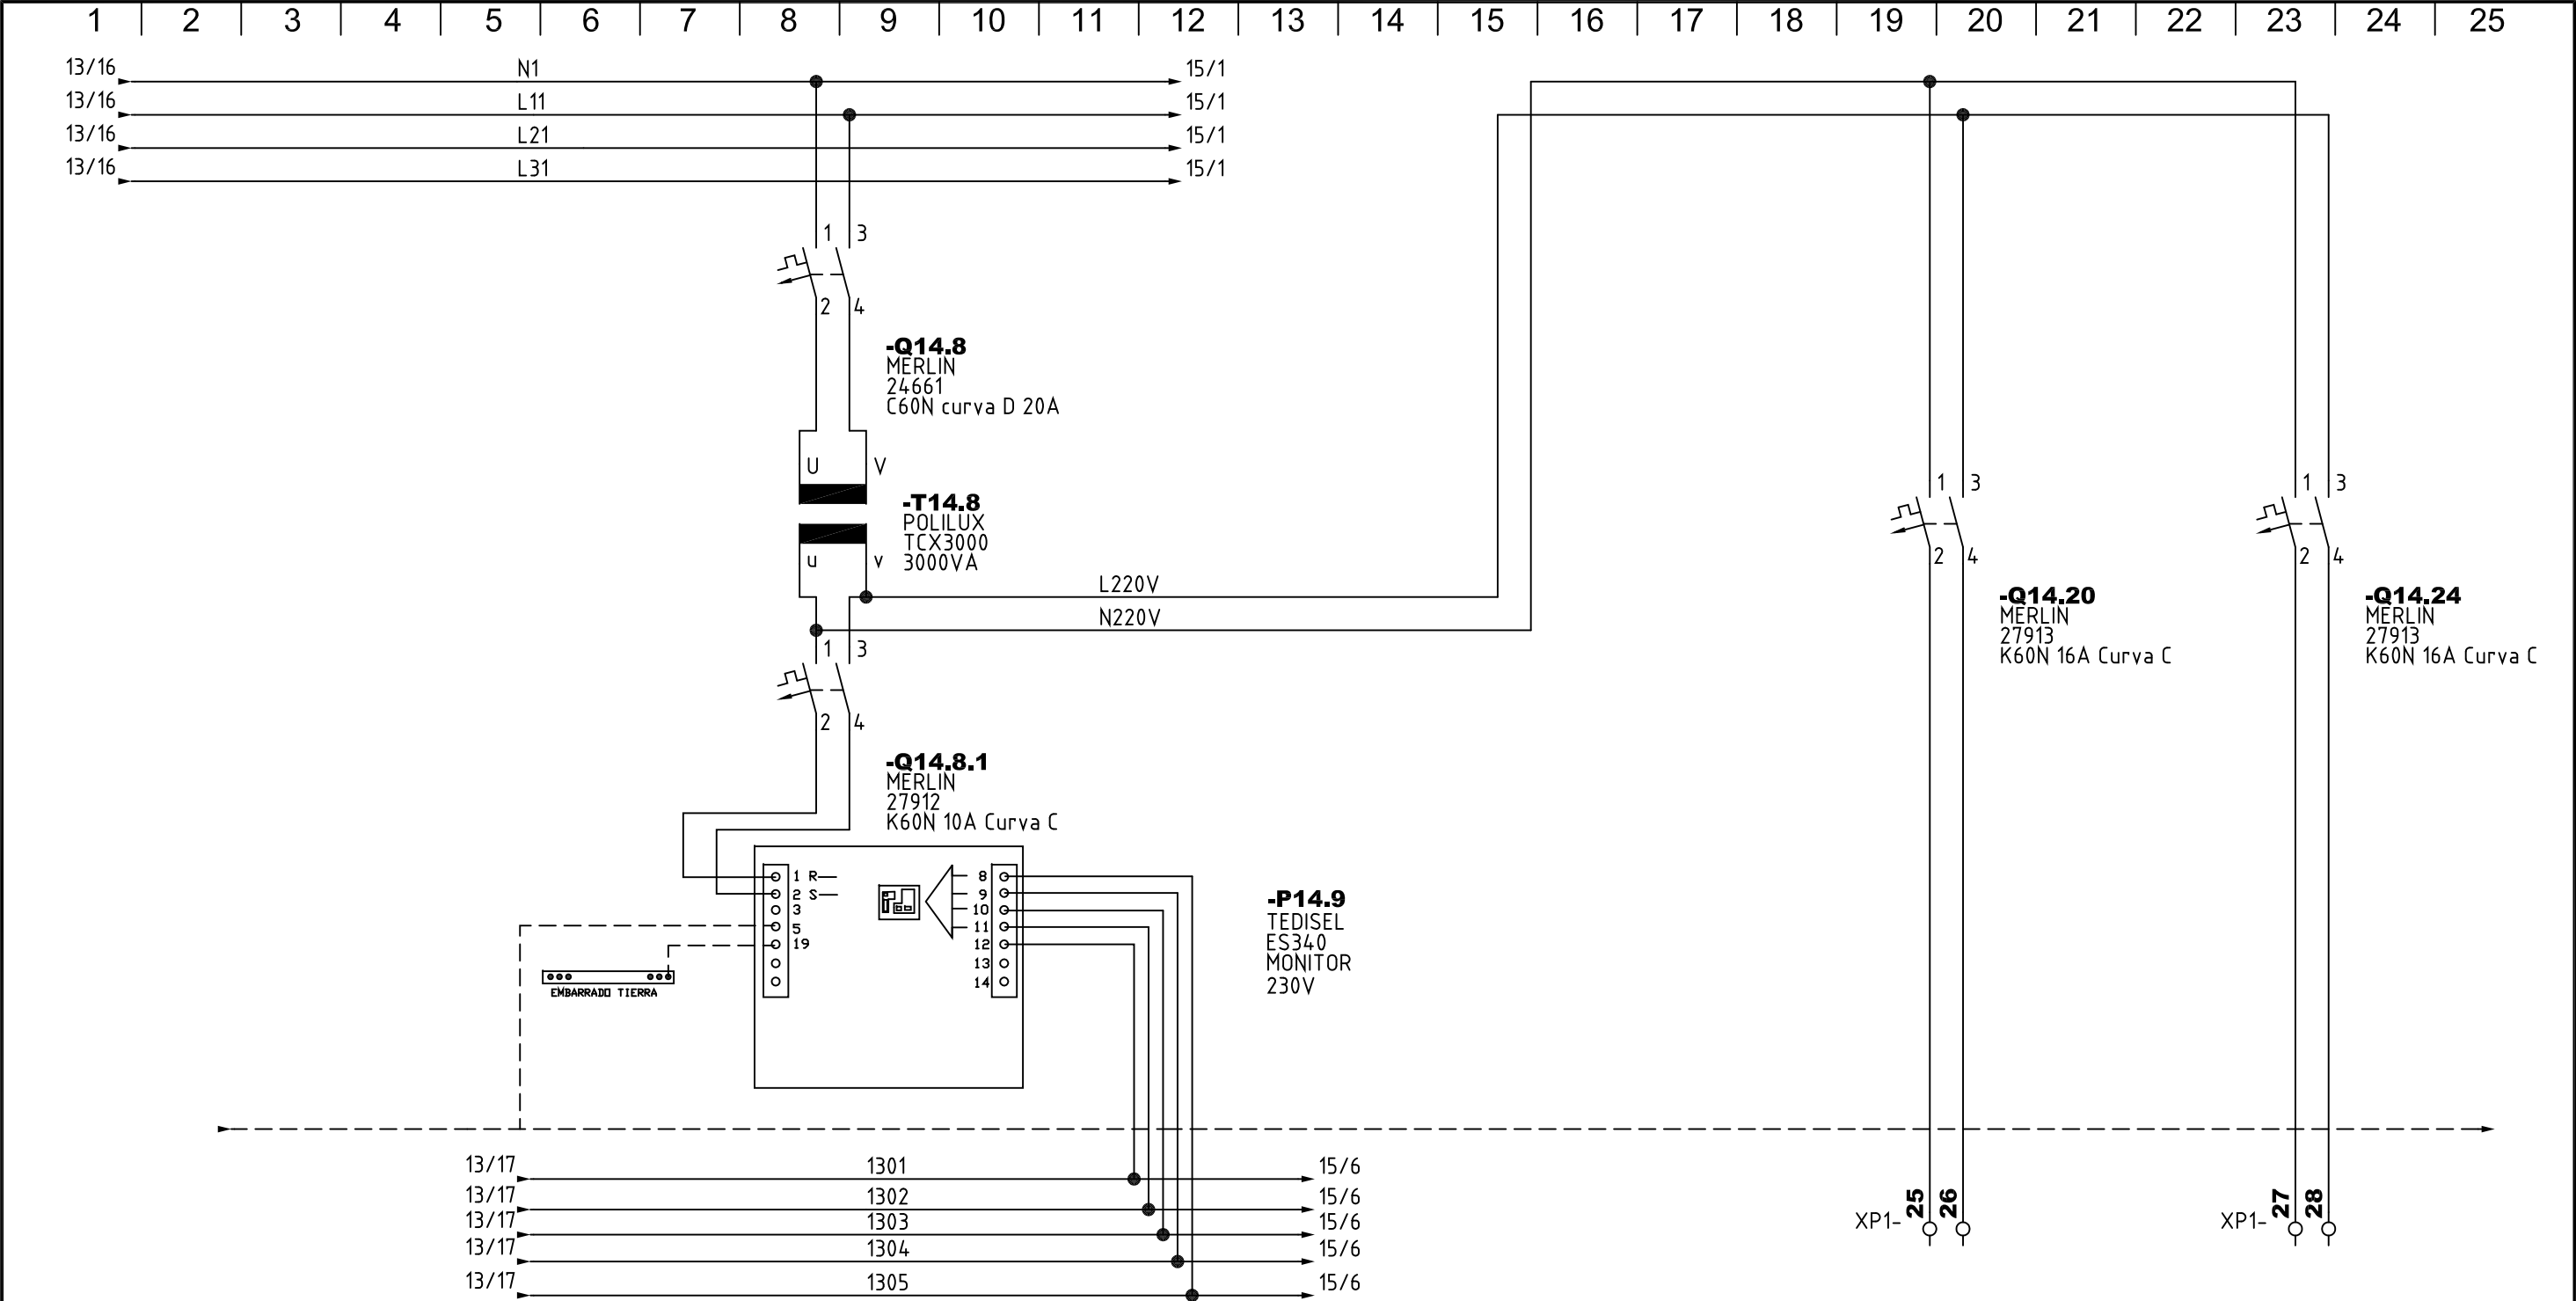 1 2 3 4 5 6 7 8 9 10 11 12 13 14 15 16 17 18 19 20 21 22 23 24 25
13/16 N1 15/1
13/16 L11 15/1
13/16 L21 15/1
13/16 L31 15/1
1 3
2 4
-Q14.8
MERLIN
24661
C60N curva D 20A
U V
-T14.8
POLILUX
TCX3000
3000VA
u v
L220V
N220V
1 3
2 4
-Q14.8.1
MERLIN
27912
K60N 10A Curva C
1 R
2 S
3
5
19
8
9
10
11
12
13
14
EMBARRADO TIERRA
-P14.9
TEDISEL
ES340
MONITOR
230V
1 3
2 4
-Q14.20
MERLIN
27913
K60N 16A Curva C
1 3
2 4
-Q14.24
MERLIN
27913
K60N 16A Curva C
13/17 1301 15/6
13/17 1302 15/6
13/17 1303 15/6
13/17 1304 15/6
13/17 1305 15/6
XP1- 25 26
XP1- 27 28